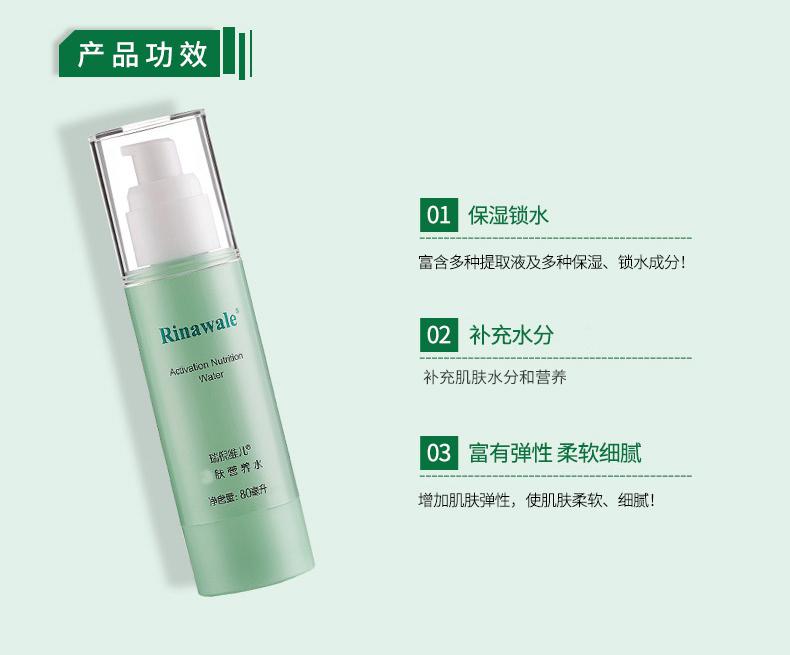 产品功效
Rinawale®
Activation Nutrition
Water
瑞倪维儿®
肤营养水
净含量: 80毫升
01 保湿锁水
富含多种提取液及多种保湿、锁水成分！
02 补充水分
补充肌肤水分和营养
03 富有弹性 柔软细腻
增加肌肤弹性，使肌肤柔软、细腻！